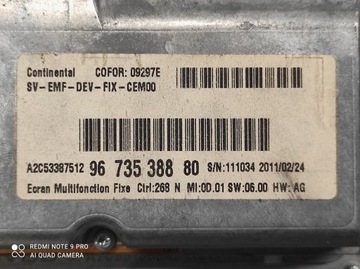 Continental COFOR: 09297E
SV-EMF-DEV-FIX-CEM00
A2C53387512 96 735 388 80 S/N:111034 2011/02/24
Ecran Multifonction Fixe Ctrl:268 N MI:0D.01 SW:06.00 HW: AG
REDMI NOTE 9 PRO
AI QUAD CAMERA